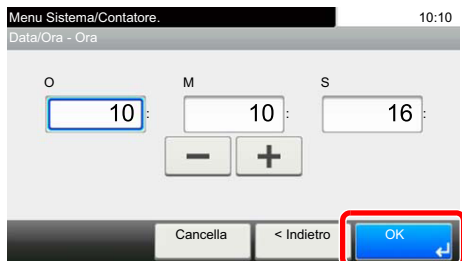 Menu Sistema/Contatore. 10:10
Data/Ora - Ora
O M S
10 : 10 : 16 :
− +
Cancella < Indietro OK